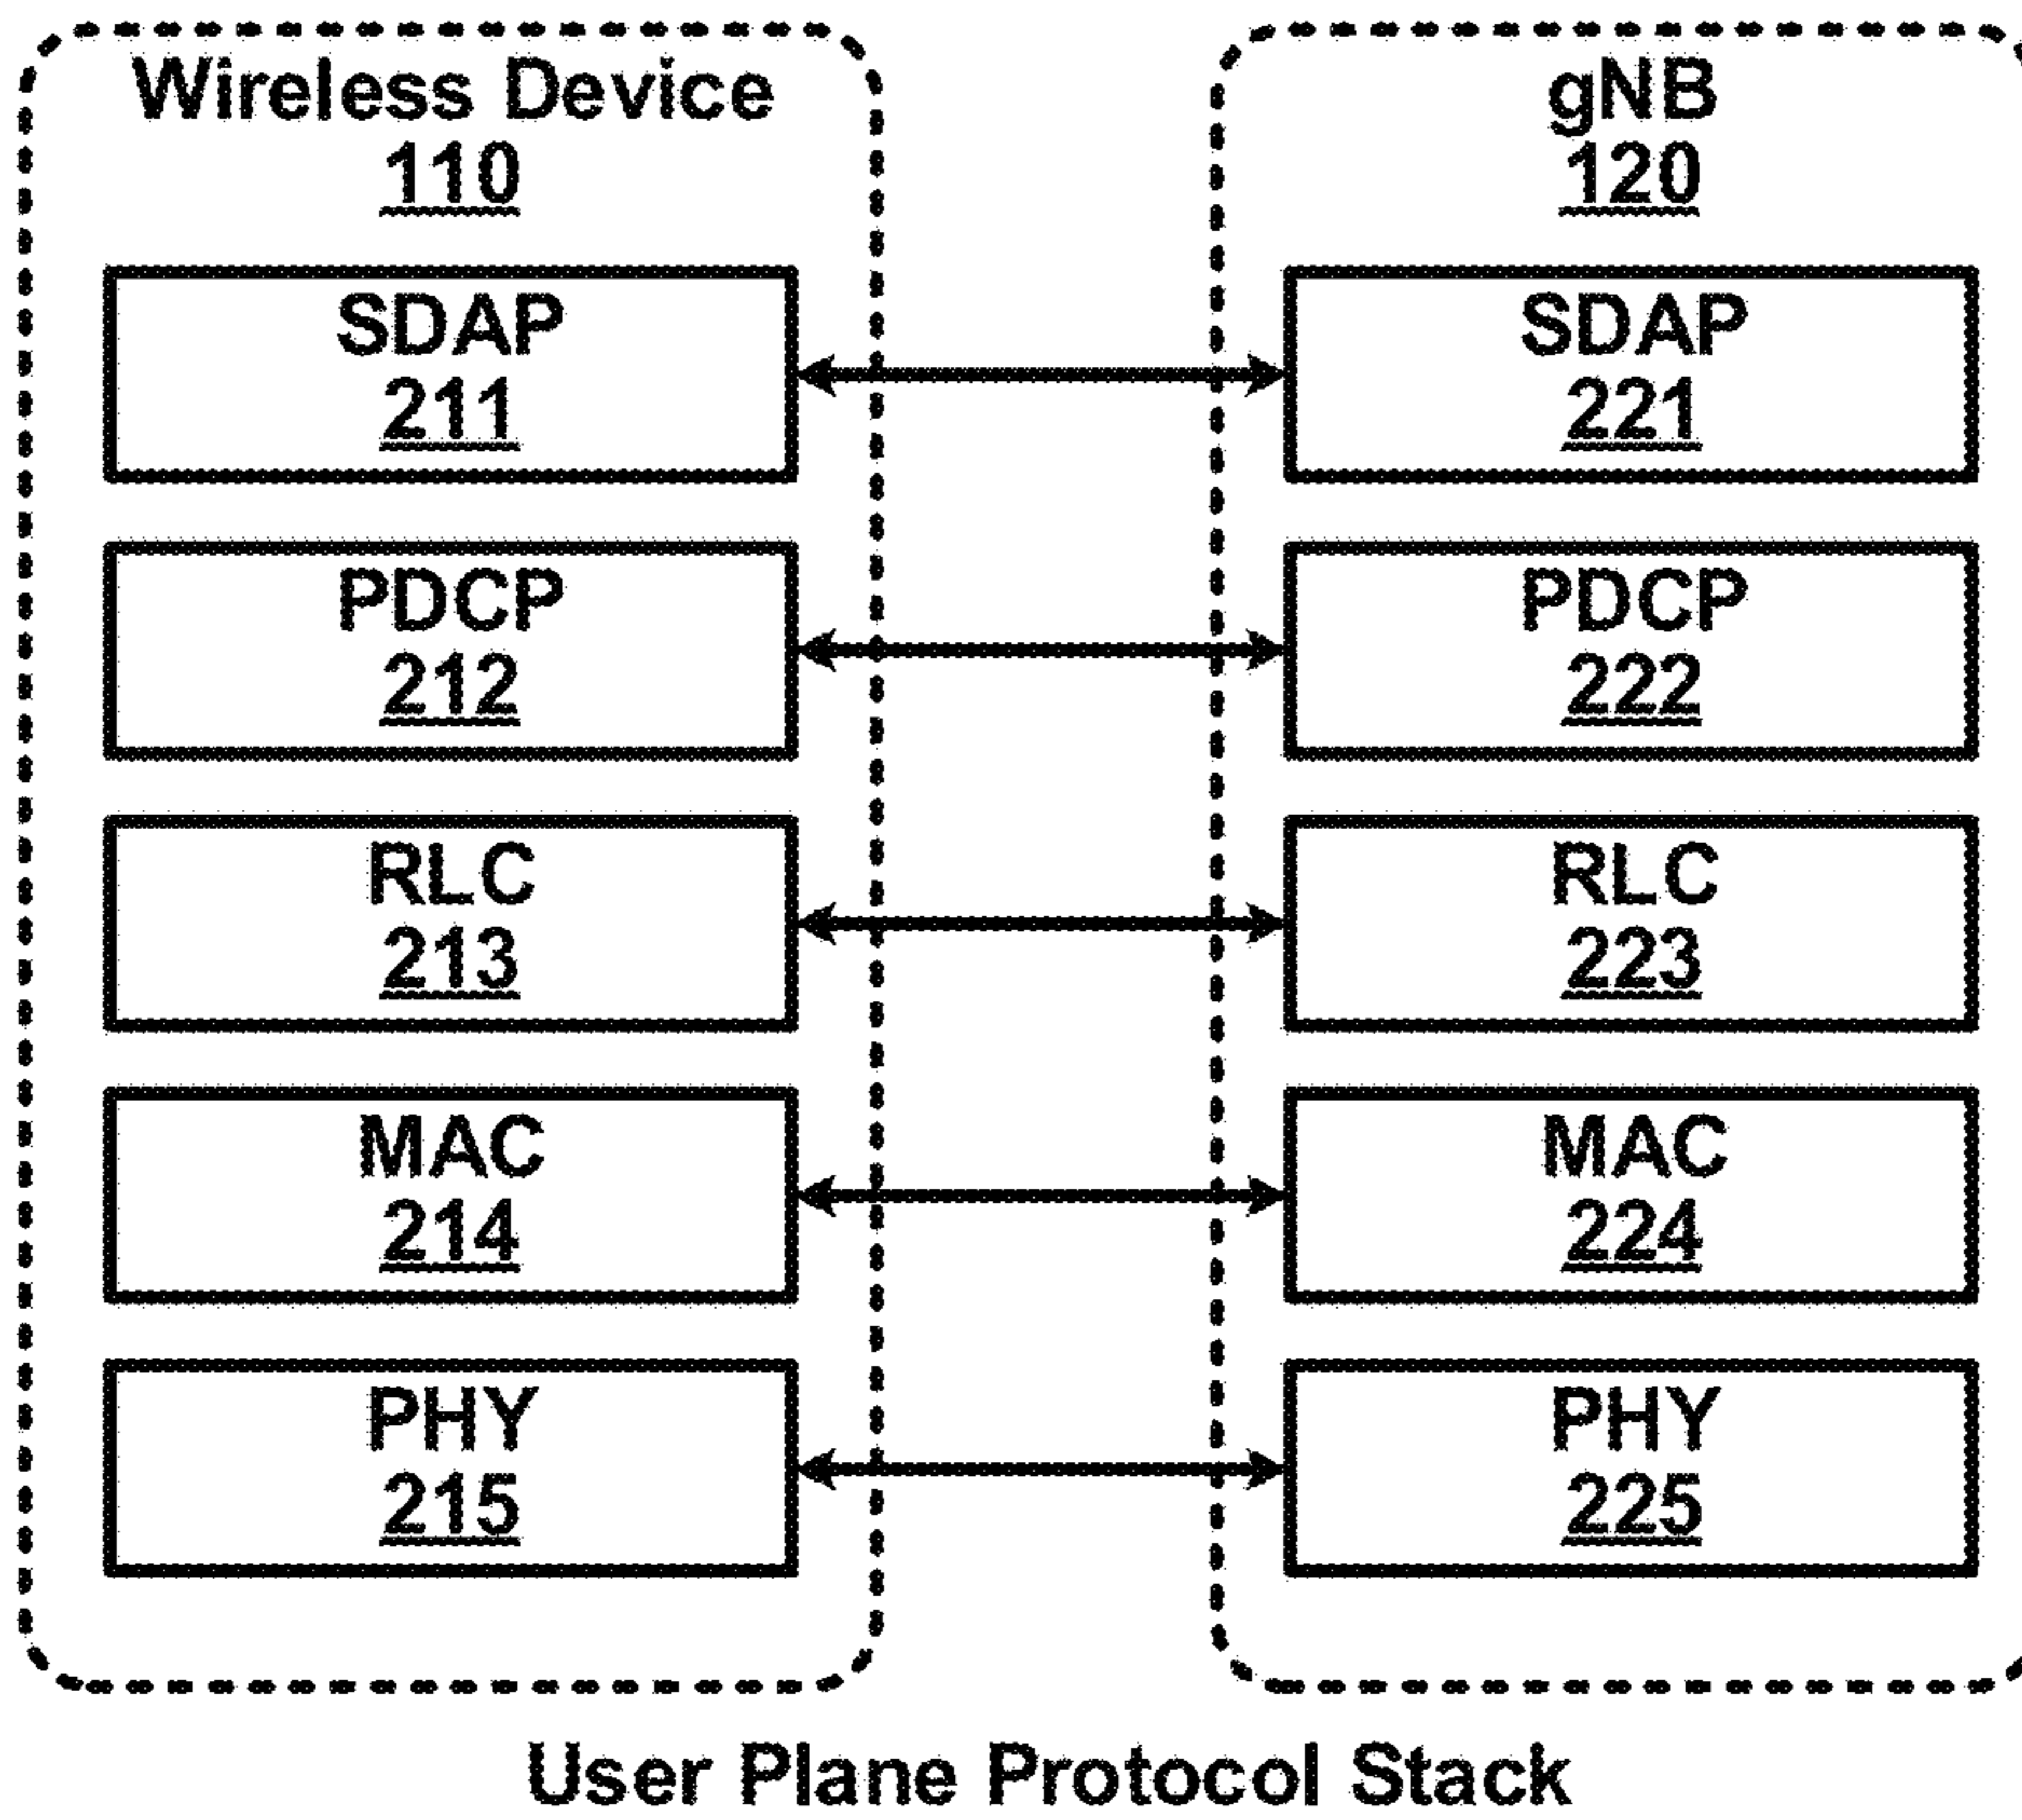 Wireless Device
110
gNB
120
SDAP
211
SDAP
221
PDCP
212
PDCP
222
RLC
213
RLC
223
MAC
214
MAC
224
PHY
215
PHY
225
User Plane Protocol Stack